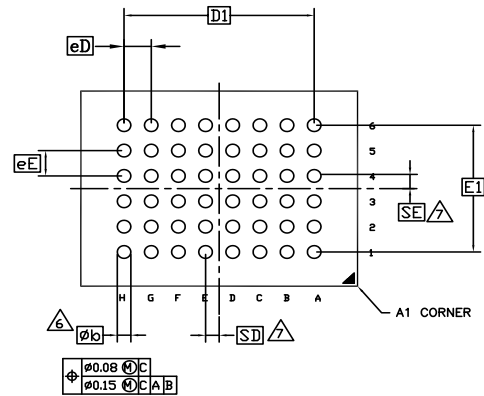 D1
eD
6
5
eE
4
E1
SE 7
3
2
1
H G F E D C B A
6 Øb
SD 7
A1 CORNER
⌖ ø0.08 Ⓜ C
ø0.15 Ⓜ C A B